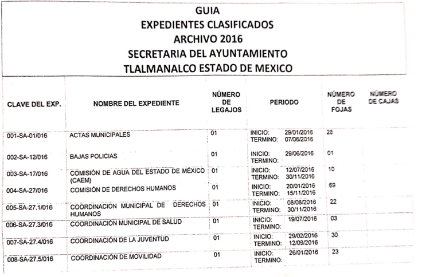 GUIA
EXPEDIENTES CLASIFICADOS
ARCHIVO 2016
SECRETARIA DEL AYUNTAMIENTO
TLALMANALCO ESTADO DE MEXICO
CLAVE DEL EXP. NOMBRE DEL EXPEDIENTE NÚMERO DE LEGAJOS PERIODO NÚMERO DE FOJAS NÚMERO DE CAJAS
001-SA-01/016 ACTAS MUNICIPALES 01 INICIO: 29/01/2016 28
TERMINO: 07/06/2016
002-SA-12/016 BAJAS POLICIAS 01 INICIO: 29/06/2016 01
TERMINO:
003-SA-17/016 COMISIÓN DE AGUA DEL ESTADO DE MÉXICO 01 INICIO: 12/07/2016 10
(CAEM) TERMINO: 30/11/2016
004-SA-27/016 COMISIÓN DE DERECHOS HUMANOS 01 INICIO: 20/01/2016 69
TERMINO: 15/11/2016
005-SA-27.1/016 COORDINACION MUNICIPAL DE DERECHOS 01 INICIO: 08/08/2016 22
HUMANOS TERMINO: 30/11/2016
006-SA-27.3/016 COORDINACIÓN MUNICIPAL DE SALUD 01 INICIO: 19/07/2016 03
TERMINO:
007-SA-27.4/016 COORDINACIÓN DE LA JUVENTUD 01 INICIO: 29/02/2016 30
TERMINO: 12/09/2016
008-SA-27.5/016 COORDINACIÓN DE MOVILIDAD 01 INICIO: 26/01/2016 23
TERMINO: